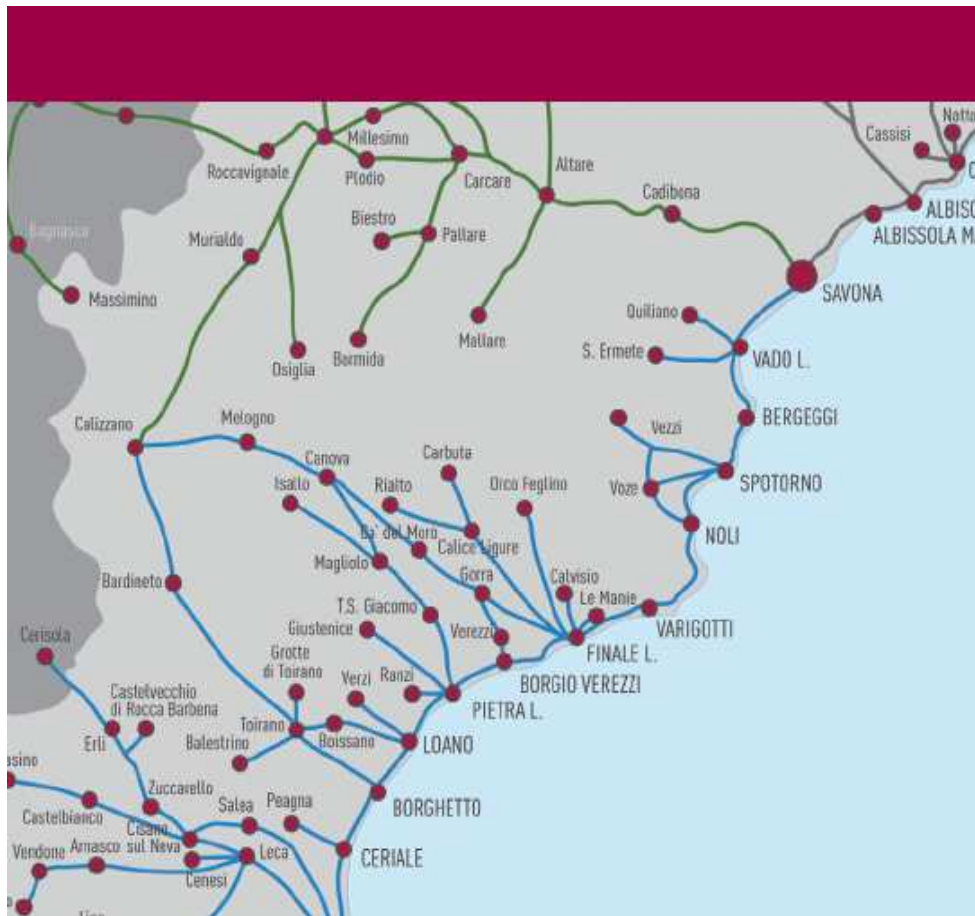 Notto
Cassisi
Millesimo
Altare
Roccavignale
Plodio
Carcare
Cadibona
Biestro
ALBISO
Bagnasco
Murialdo
Pallare
ALBISSOLA M
Massimino
SAVONA
Quiliano
Mallare
S. Ermete
Osiglia
Bormida
VADO L.
Calizzano
Melogno
Vezzi
BERGEGGI
Canova
Carbuta
Isallo
Rialto
Orco Feglino
Voze
SPOTORNO
Ca' del Moro
Calice Ligure
NOLI
Magliolo
Bardineto
Gorra
Calvisio
Le Manie
T.S. Giacomo
VARIGOTTI
Giustenice
Cerisola
Verezzi
FINALE L.
Grotte
di Toirano
Verzi
Ranzi
BORGIO VEREZZI
Castelvecchio
di Rocca Barbena
PIETRA L.
Toirano
Erli
Balestrino
Boissano
LOANO
asino
Zuccarello
Salea
Peagna
BORGHETTO
Castelbianco
Cisano
sul Neva
Arnasco
Vendone
Leca
CERIALE
Cenesi